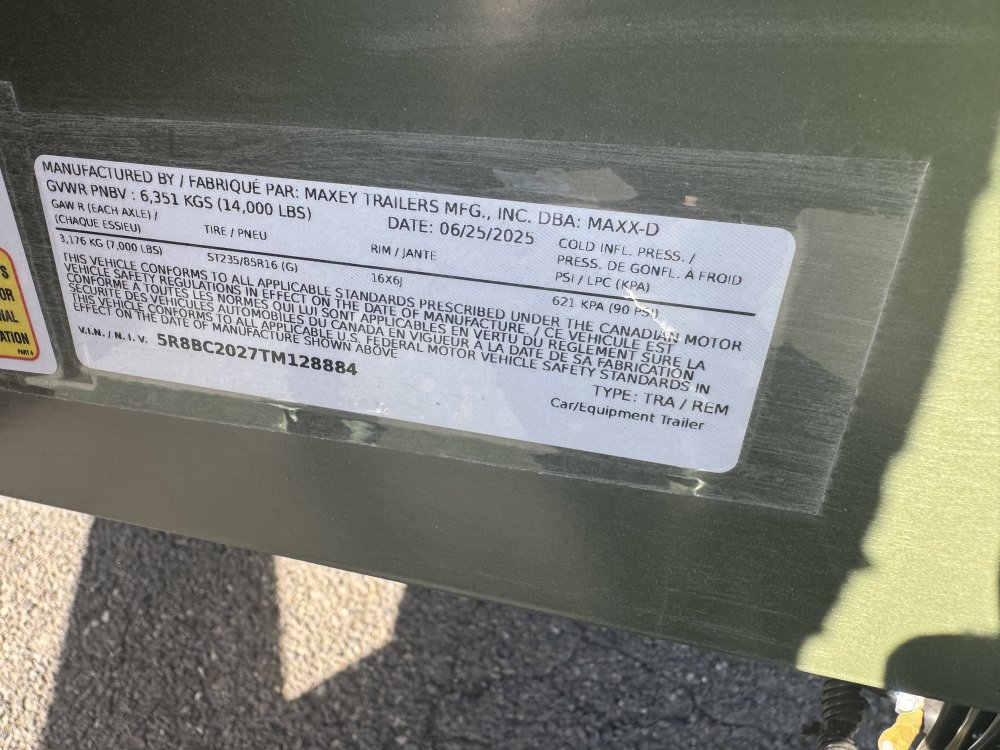 MANUFACTURED BY / FABRIQUÉ PAR: MAXEY TRAILERS MFG., INC. DBA: MAXX-D
GVWR PNBV : 6,351 KGS (14,000 LBS)
DATE: 06/25/2025
GAW R (EACH AXLE) /
(CHAQUE ESSIEU)
TIRE / PNEU
RIM / JANTE
COLD INFL. PRESS. /
PRESS. DE GONFL. À FROID
PSI / LPC (KPA)
3,176 KG (7,000 LBS)
ST235/85R16 (G)
16X6J
621 KPA (90 PSI)
THIS VEHICLE CONFORMS TO ALL APPLICABLE STANDARDS PRESCRIBED UNDER THE CANADIAN MOTOR
VEHICLE SAFETY REGULATIONS IN EFFECT ON THE DATE OF MANUFACTURE. / CE VEHICULE EST
CONFORME A TOUTES LES NORMES QUI LUI SONT APPLICABLES EN VERTU DU REGLEMENT SURE LA
SECURITE DES VEHICULES AUTOMOBILES DU CANADA EN VIGUEUR A LA DATE DE SA FABRICATION
THIS VEHICLE CONFORMS TO ALL APPLICABLE U.S. FEDERAL MOTOR VEHICLE SAFETY STANDARDS IN
EFFECT ON THE DATE OF MANUFACTURE SHOWN ABOVE
V.I.N. / N. I. V. 5R8BC2027TM128884
TYPE: TRA / REM
Car/Equipment Trailer
PART #